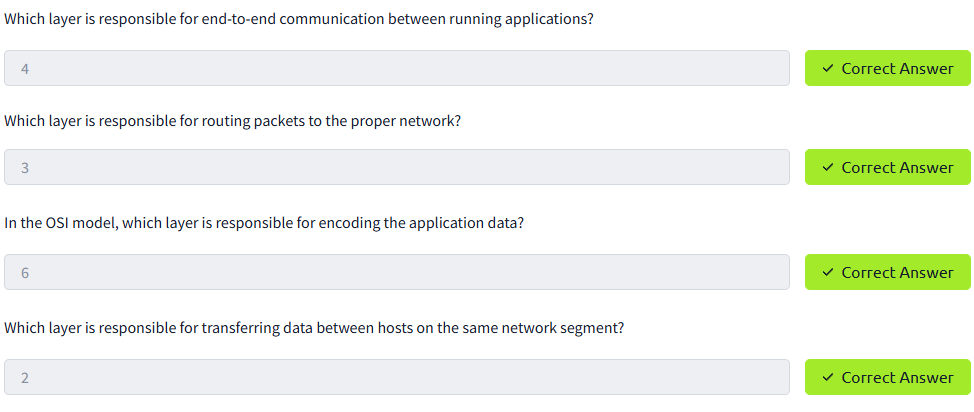 Which layer is responsible for end-to-end communication between running applications?
4
✓ Correct Answer
Which layer is responsible for routing packets to the proper network?
3
✓ Correct Answer
In the OSI model, which layer is responsible for encoding the application data?
6
✓ Correct Answer
Which layer is responsible for transferring data between hosts on the same network segment?
2
✓ Correct Answer